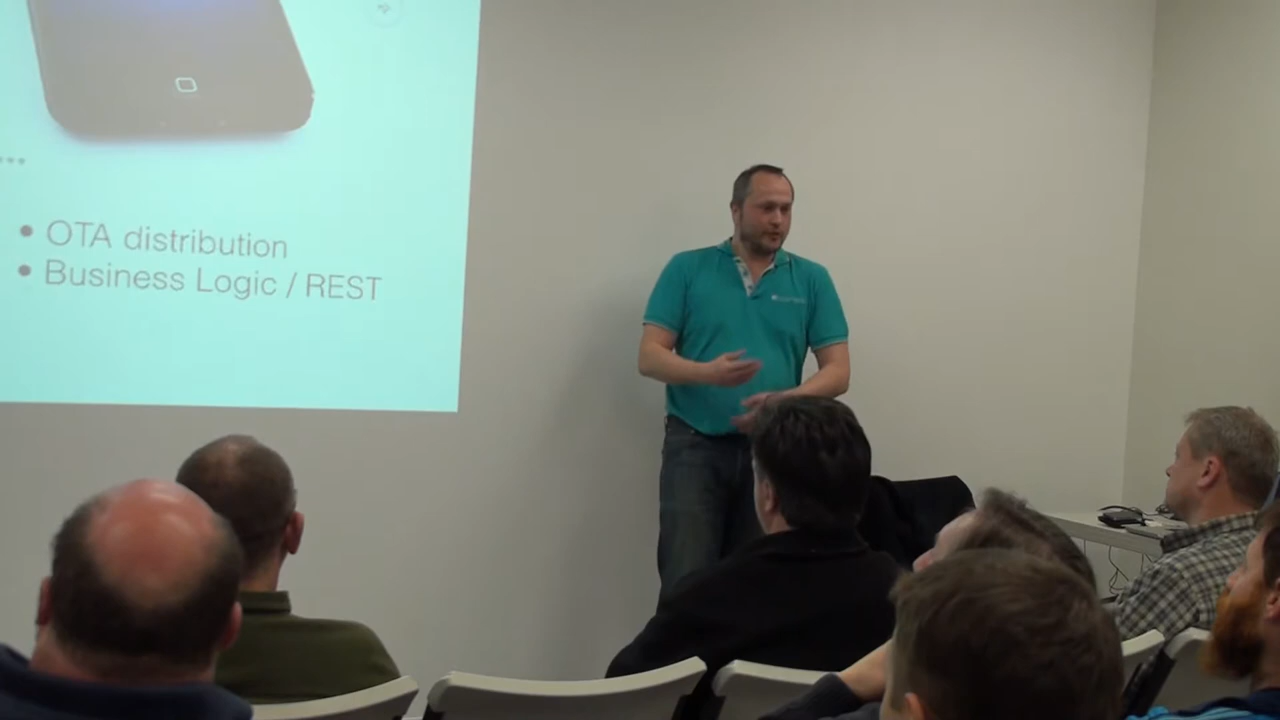 ...
• OTA distribution
• Business Logic / REST